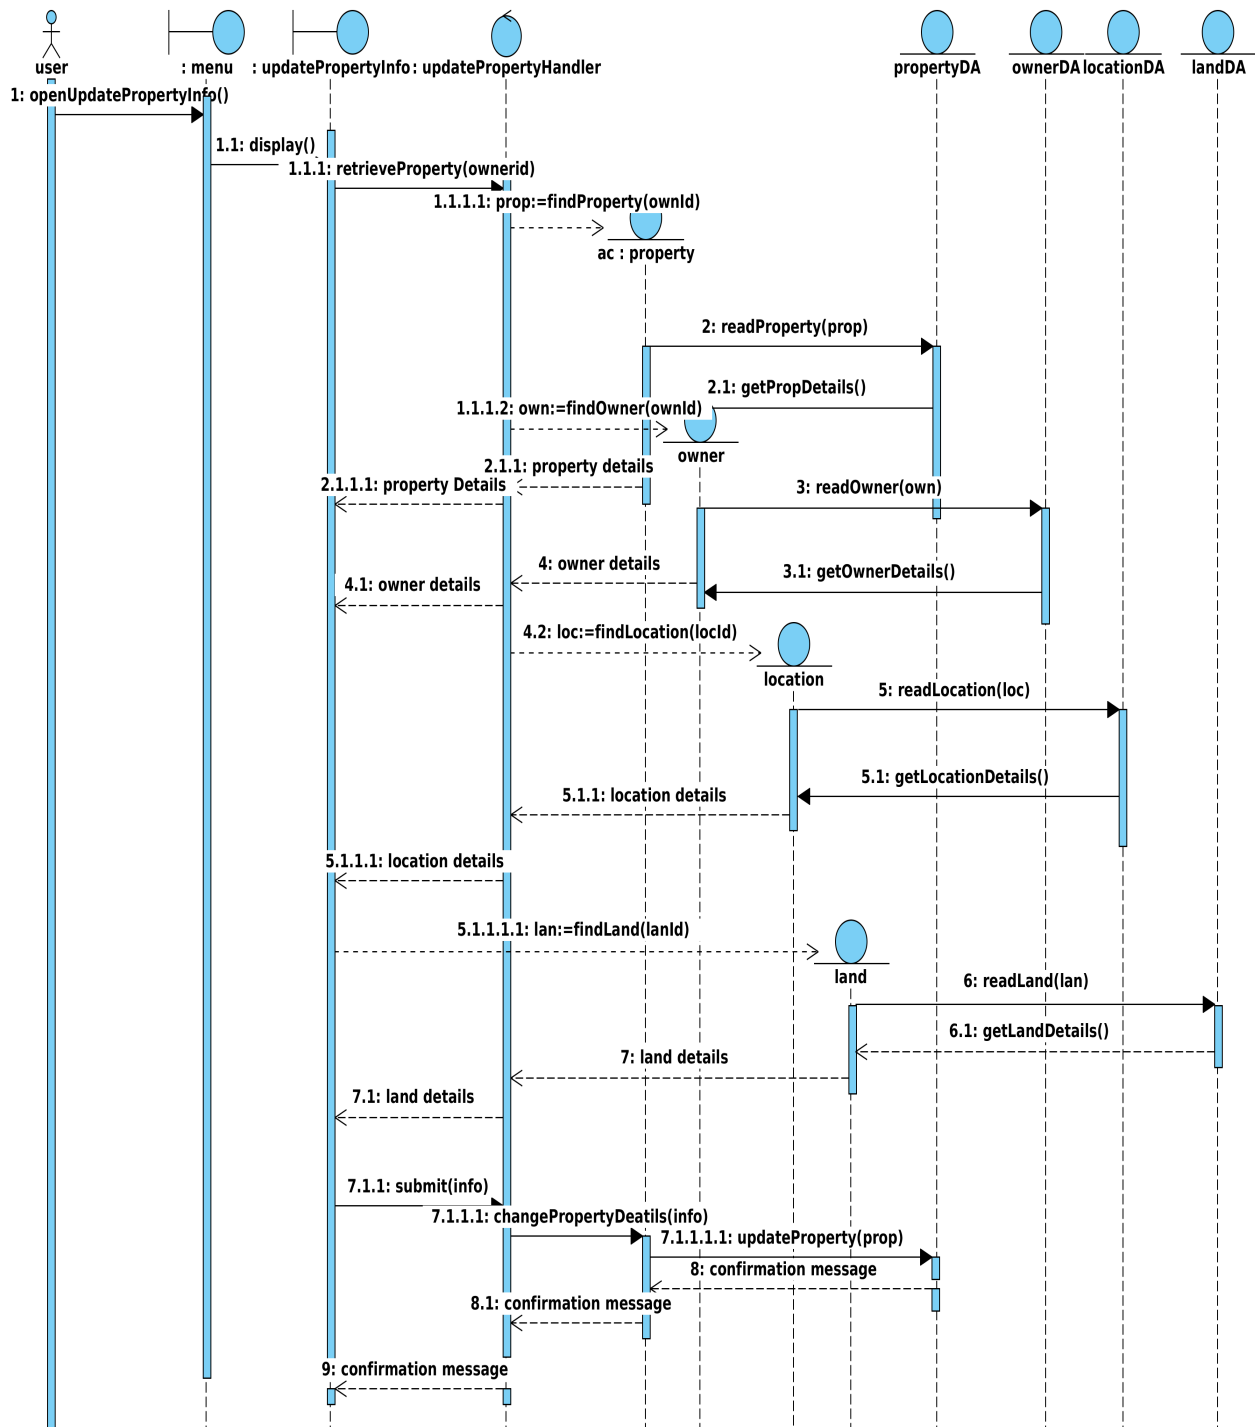 user
: menu
: updatePropertyInfo
: updatePropertyHandler
propertyDA
ownerDA
locationDA
landDA
1: openUpdatePropertyInfo()
1.1: display()
1.1.1: retrieveProperty(ownerid)
1.1.1.1: prop:=findProperty(ownId)
ac : property
2: readProperty(prop)
2.1: getPropDetails()
1.1.1.2: own:=findOwner(ownId)
owner
2.1.1: property details
2.1.1.1: property Details
3: readOwner(own)
4: owner details
3.1: getOwnerDetails()
4.1: owner details
4.2: loc:=findLocation(locId)
location
5: readLocation(loc)
5.1: getLocationDetails()
5.1.1: location details
5.1.1.1: location details
5.1.1.1.1: lan:=findLand(lanId)
land
6: readLand(lan)
6.1: getLandDetails()
7: land details
7.1: land details
7.1.1: submit(info)
7.1.1.1: changePropertyDeatils(info)
7.1.1.1.1: updateProperty(prop)
8: confirmation message
8.1: confirmation message
9: confirmation message